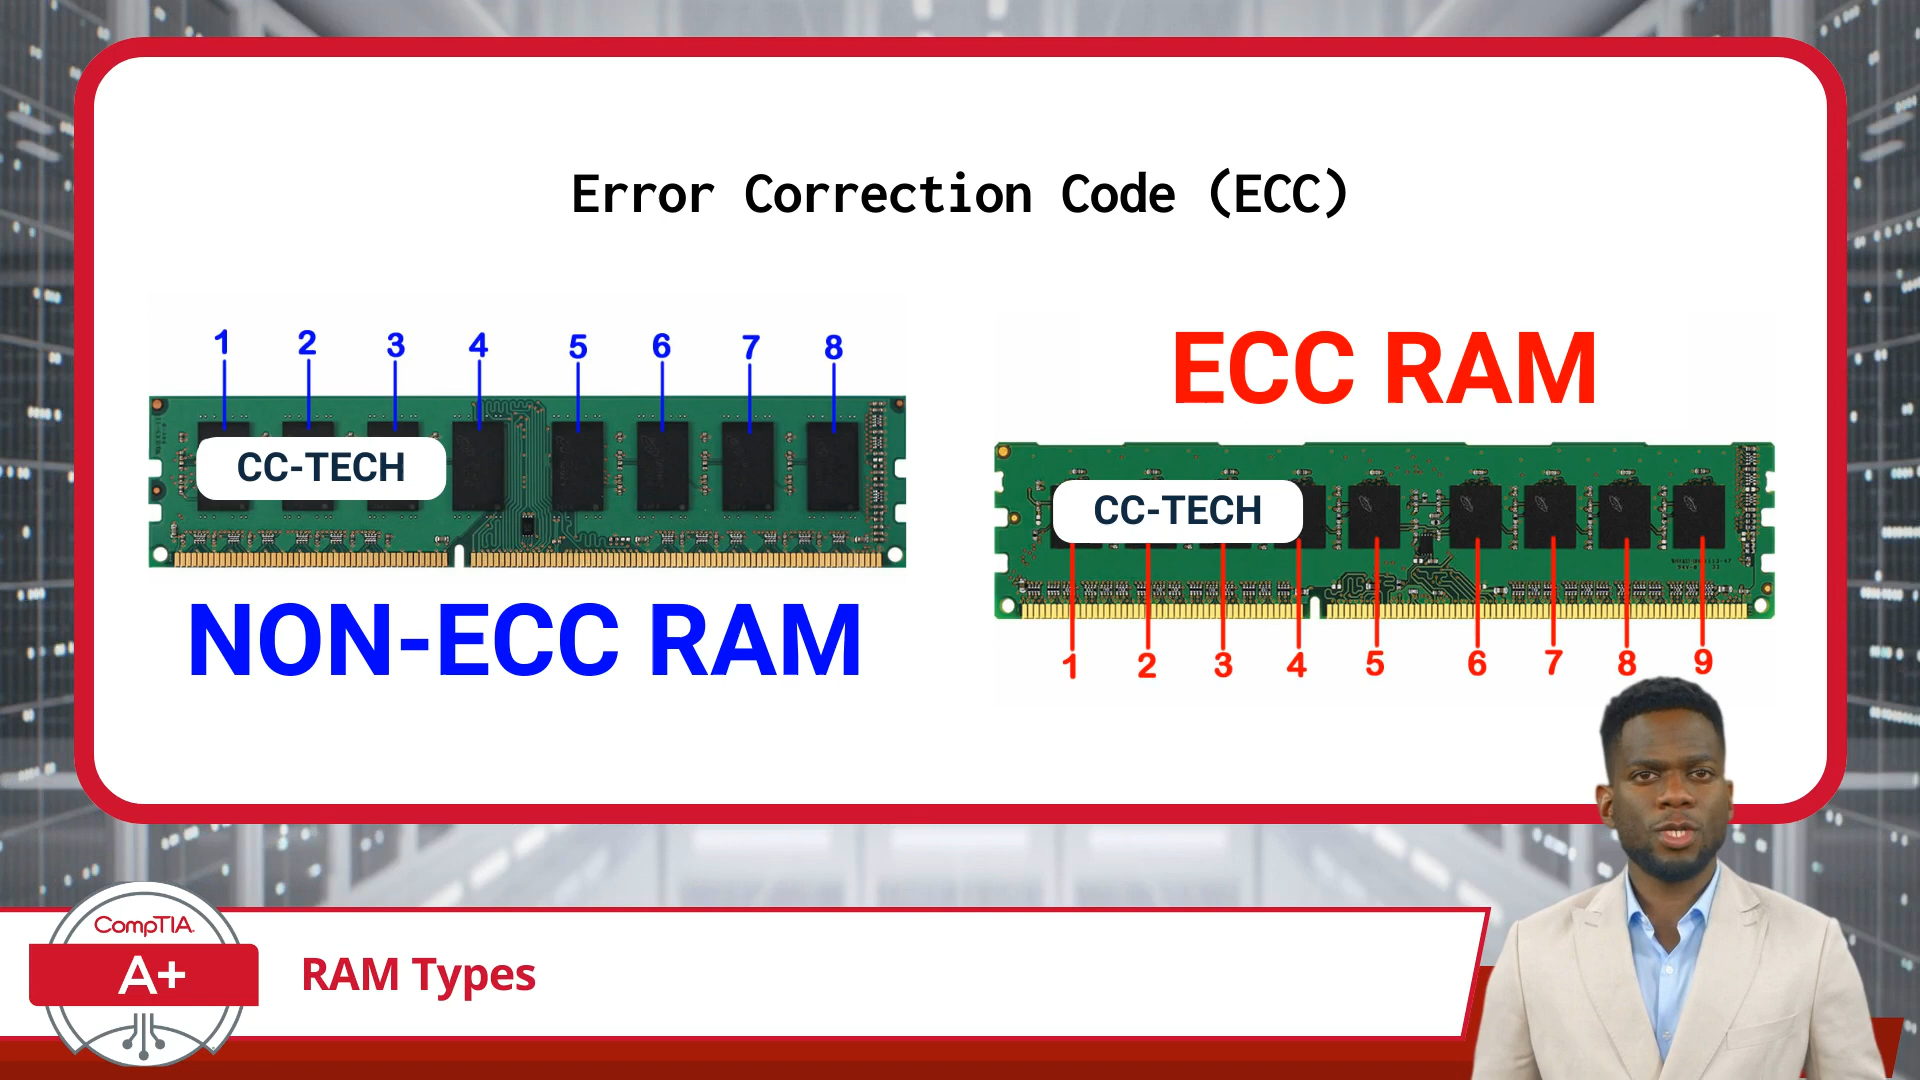 Error Correction Code (ECC)
1 2 3 4 5 6 7 8
CC-TECH
NON-ECC RAM
ECC RAM
CC-TECH
1 2 3 4 5 6 7 8 9
CompTIA.
A+
RAM Types